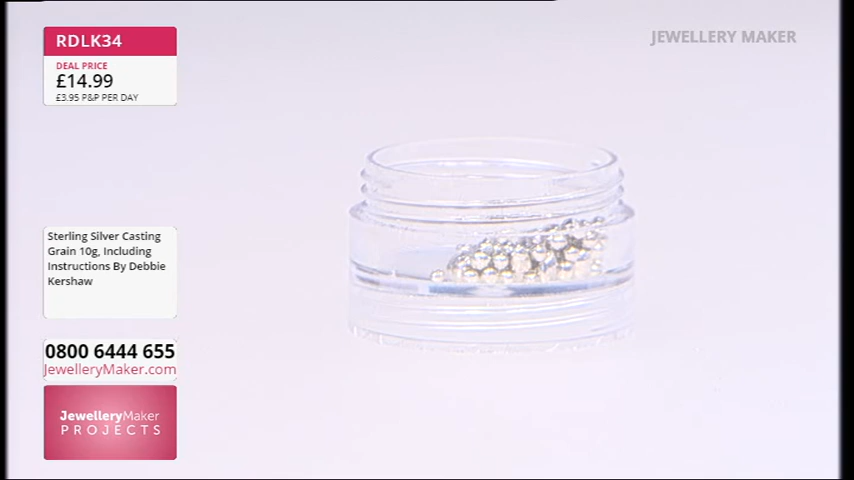 RDLK34
DEAL PRICE
£14.99
£3.95 P&P PER DAY
JEWELLERY MAKER
Sterling Silver Casting
Grain 10g, Including
Instructions By Debbie
Kershaw
0800 6444 655
JewelleryMaker.com
JewelleryMaker
PROJECTS